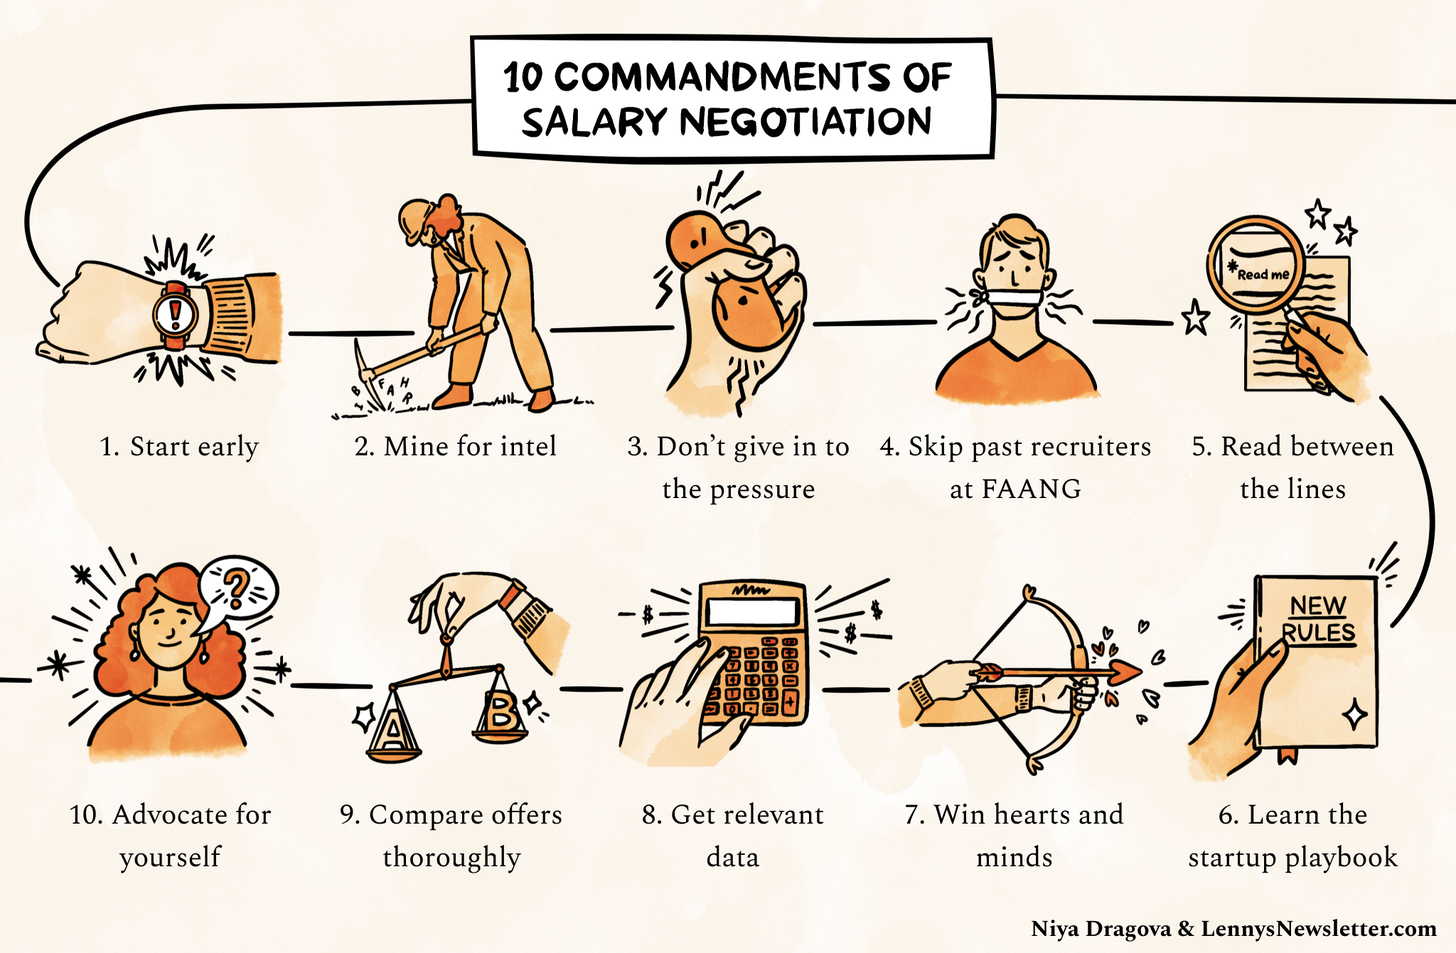 10 COMMANDMENTS OF
SALARY NEGOTIATION
!
1. Start early
2. Mine for intel
3. Don’t give in to
the pressure
4. Skip past recruiters
at FAANG
*Read me
5. Read between
the lines
NEW
RULES
6. Learn the
startup playbook
7. Win hearts and
minds
$
$
$
8. Get relevant
data
A
B
9. Compare offers
thoroughly
?
10. Advocate for
yourself
Niya Dragova & LennysNewsletter.com